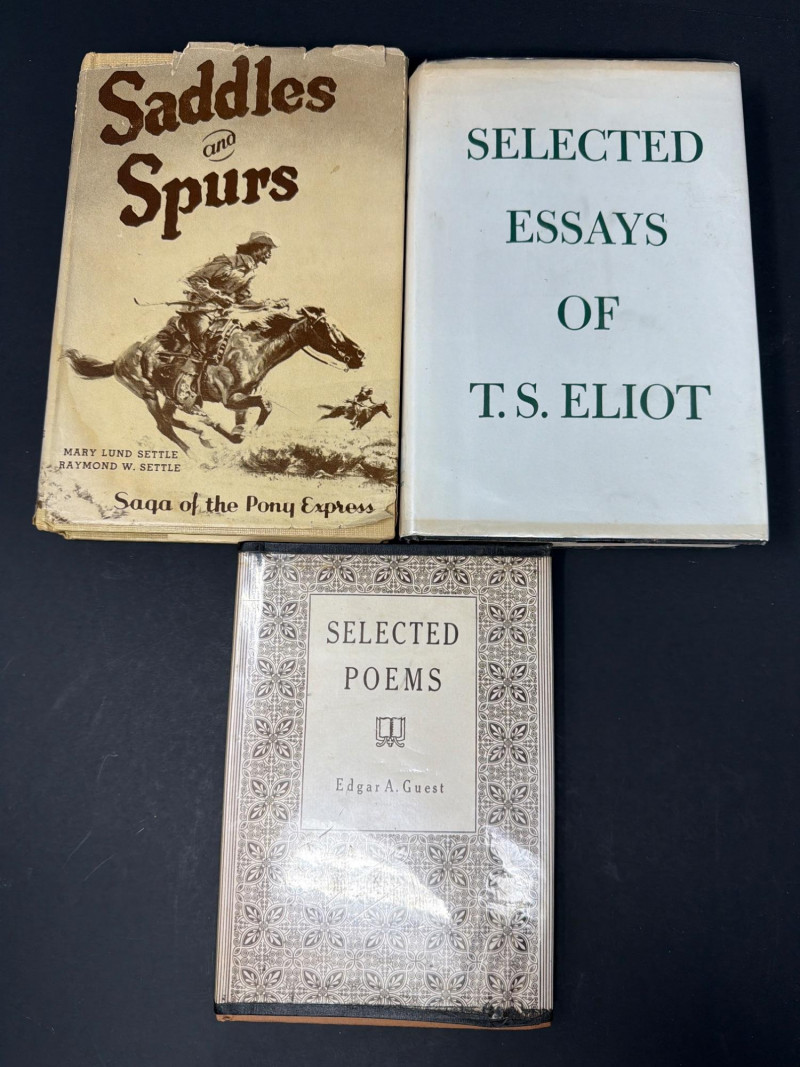 Saddles
and
Spurs
MARY LUND SETTLE
RAYMOND W. SETTLE
Saga of the Pony Express
SELECTED
ESSAYS
OF
T. S. ELIOT
SELECTED
POEMS
Edgar A. Guest